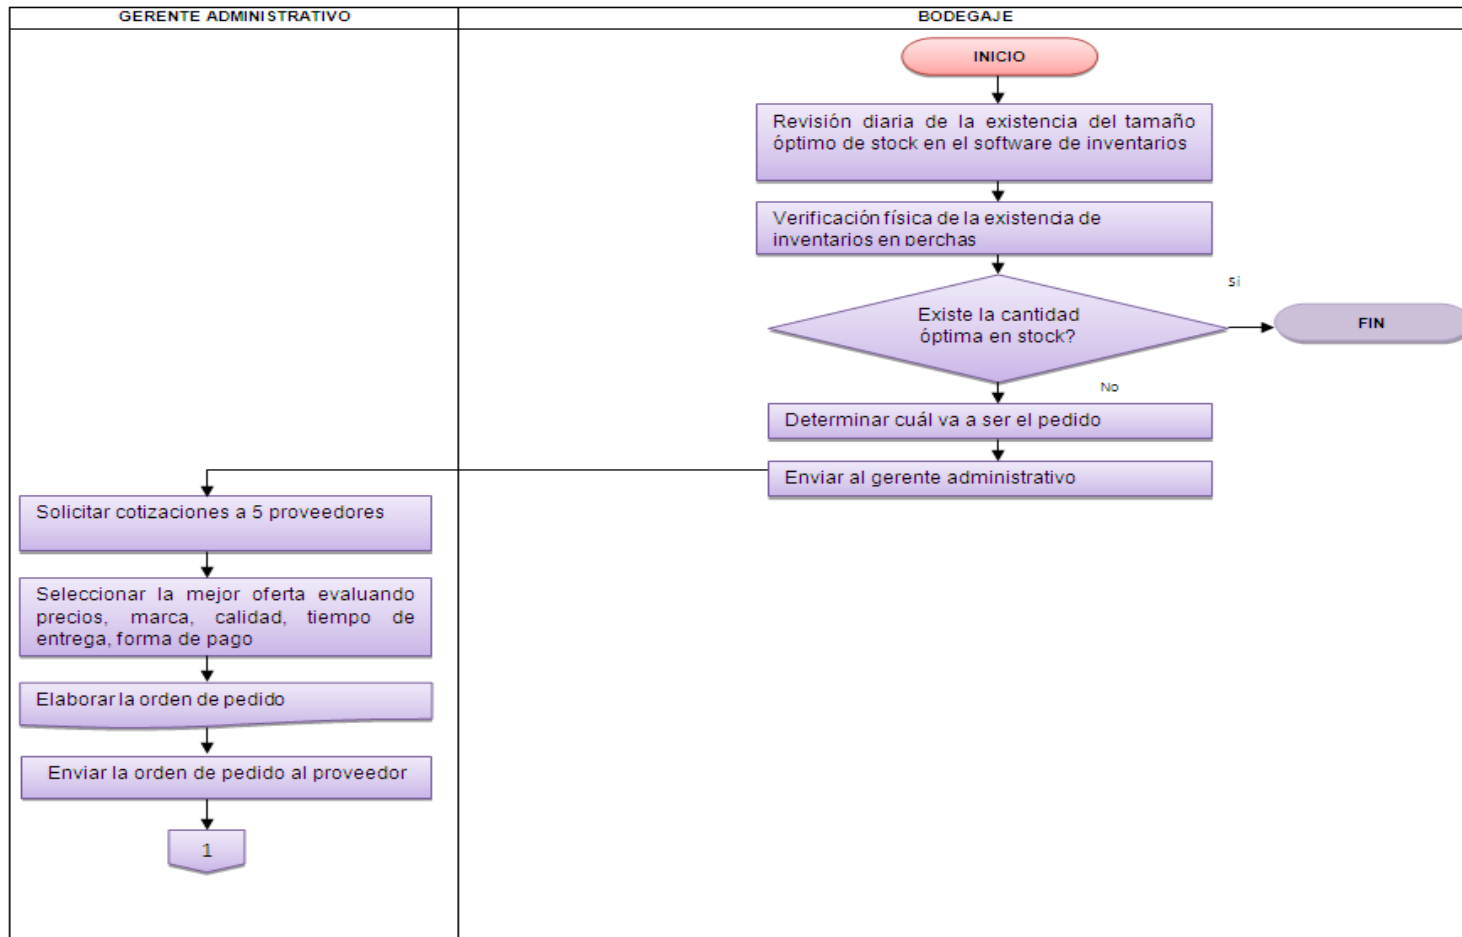 GERENTE ADMINISTRATIVO
BODEGAJE
INICIO
Revisión diaria de la existencia del tamaño
óptimo de stock en el software de inventarios
Verificación física de la existencia de
inventarios en perchas
Existe la cantidad
óptima en stock?
Si
FIN
No
Determinar cuál va a ser el pedido
Enviar al gerente administrativo
Solicitar cotizaciones a 5 proveedores
Seleccionar la mejor oferta evaluando
precios, marca, calidad, tiempo de
entrega, forma de pago
Elaborar la orden de pedido
Enviar la orden de pedido al proveedor
1